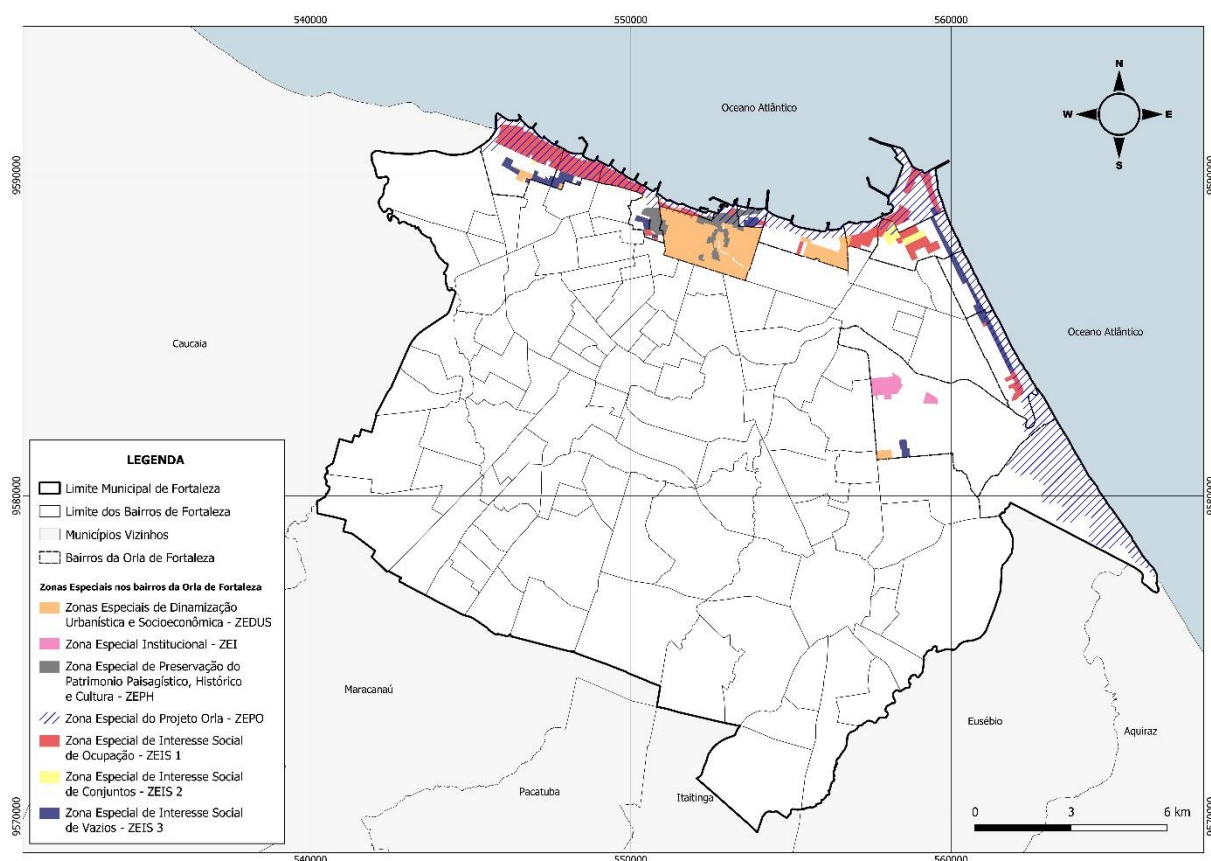 540000
550000
560000
N
W
E
S
Oceano Atlântico
9590000
9590000
Oceano Atlântico
Caucaia
9580000
9580000
LEGENDA
Limite Municipal de Fortaleza
Limite dos Bairros de Fortaleza
Municípios Vizinhos
Bairros da Orla de Fortaleza
Zonas Especiais nos bairros da Orla de Fortaleza
Zonas Especiais de Dinamização
Urbanística e Socioeconômica - ZEDUS
Zona Especial Institucional - ZEI
Zona Especial de Preservação do
Patrimonio Paisagístico, Histórico
e Cultura - ZEPH
Zona Especial do Projeto Orla - ZEPO
Zona Especial de Interesse Social
de Ocupação - ZEIS 1
Zona Especial de Interesse Social
de Conjuntos - ZEIS 2
Zona Especial de Interesse Social
de Vazios - ZEIS 3
Maracanaú
Pacatuba
Itaitinga
Eusébio
Aquiraz
0
3
6 km
9570000
9570000
540000
550000
560000